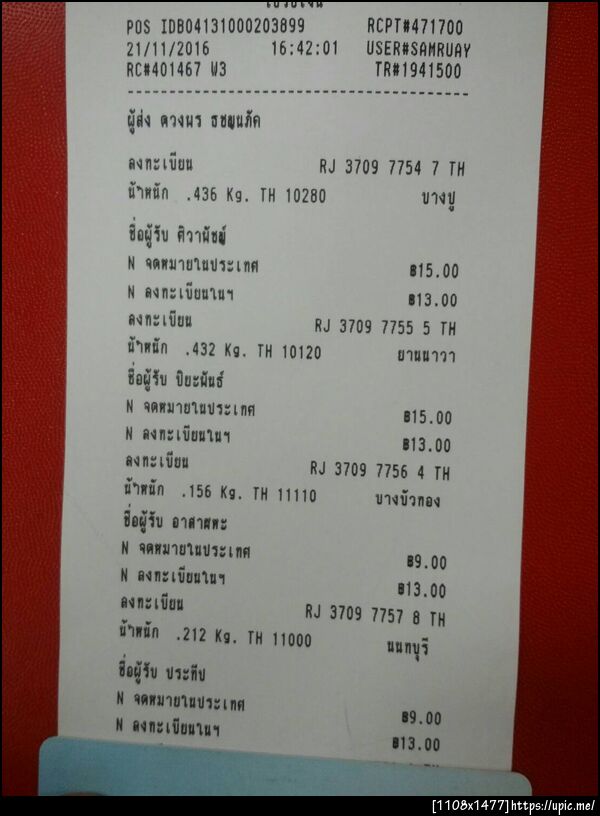 ใบรับเงิน
POS IDB04131000203899 RCPT#471700
21/11/2016 16:42:01 USER#SAMRUAY
RC#401467 W3 TR#1941500
ผู้ส่ง ดวงนร ธชญนภัค
ลงทะเบียน RJ 3709 7754 7 TH
น้ำหนัก .436 Kg. TH 10280 บางปู
ชื่อผู้รับ ศิวานัชญ์
N จดหมายในประเทศ ฿15.00
N ลงทะเบียนในฯ ฿13.00
ลงทะเบียน RJ 3709 7755 5 TH
น้ำหนัก .432 Kg. TH 10120 ยานนาวา
ชื่อผู้รับ ปิยะพันธ์
N จดหมายในประเทศ ฿15.00
N ลงทะเบียนในฯ ฿13.00
ลงทะเบียน RJ 3709 7756 4 TH
น้ำหนัก .156 Kg. TH 11110 บางบัวทอง
ชื่อผู้รับ อาสาฬหะ
N จดหมายในประเทศ ฿9.00
N ลงทะเบียนในฯ ฿13.00
ลงทะเบียน RJ 3709 7757 8 TH
น้ำหนัก .212 Kg. TH 11000 นนทบุรี
ชื่อผู้รับ ประทีป
N จดหมายในประเทศ ฿9.00
N ลงทะเบียนในฯ ฿13.00
[1108x1477]https://upic.me/